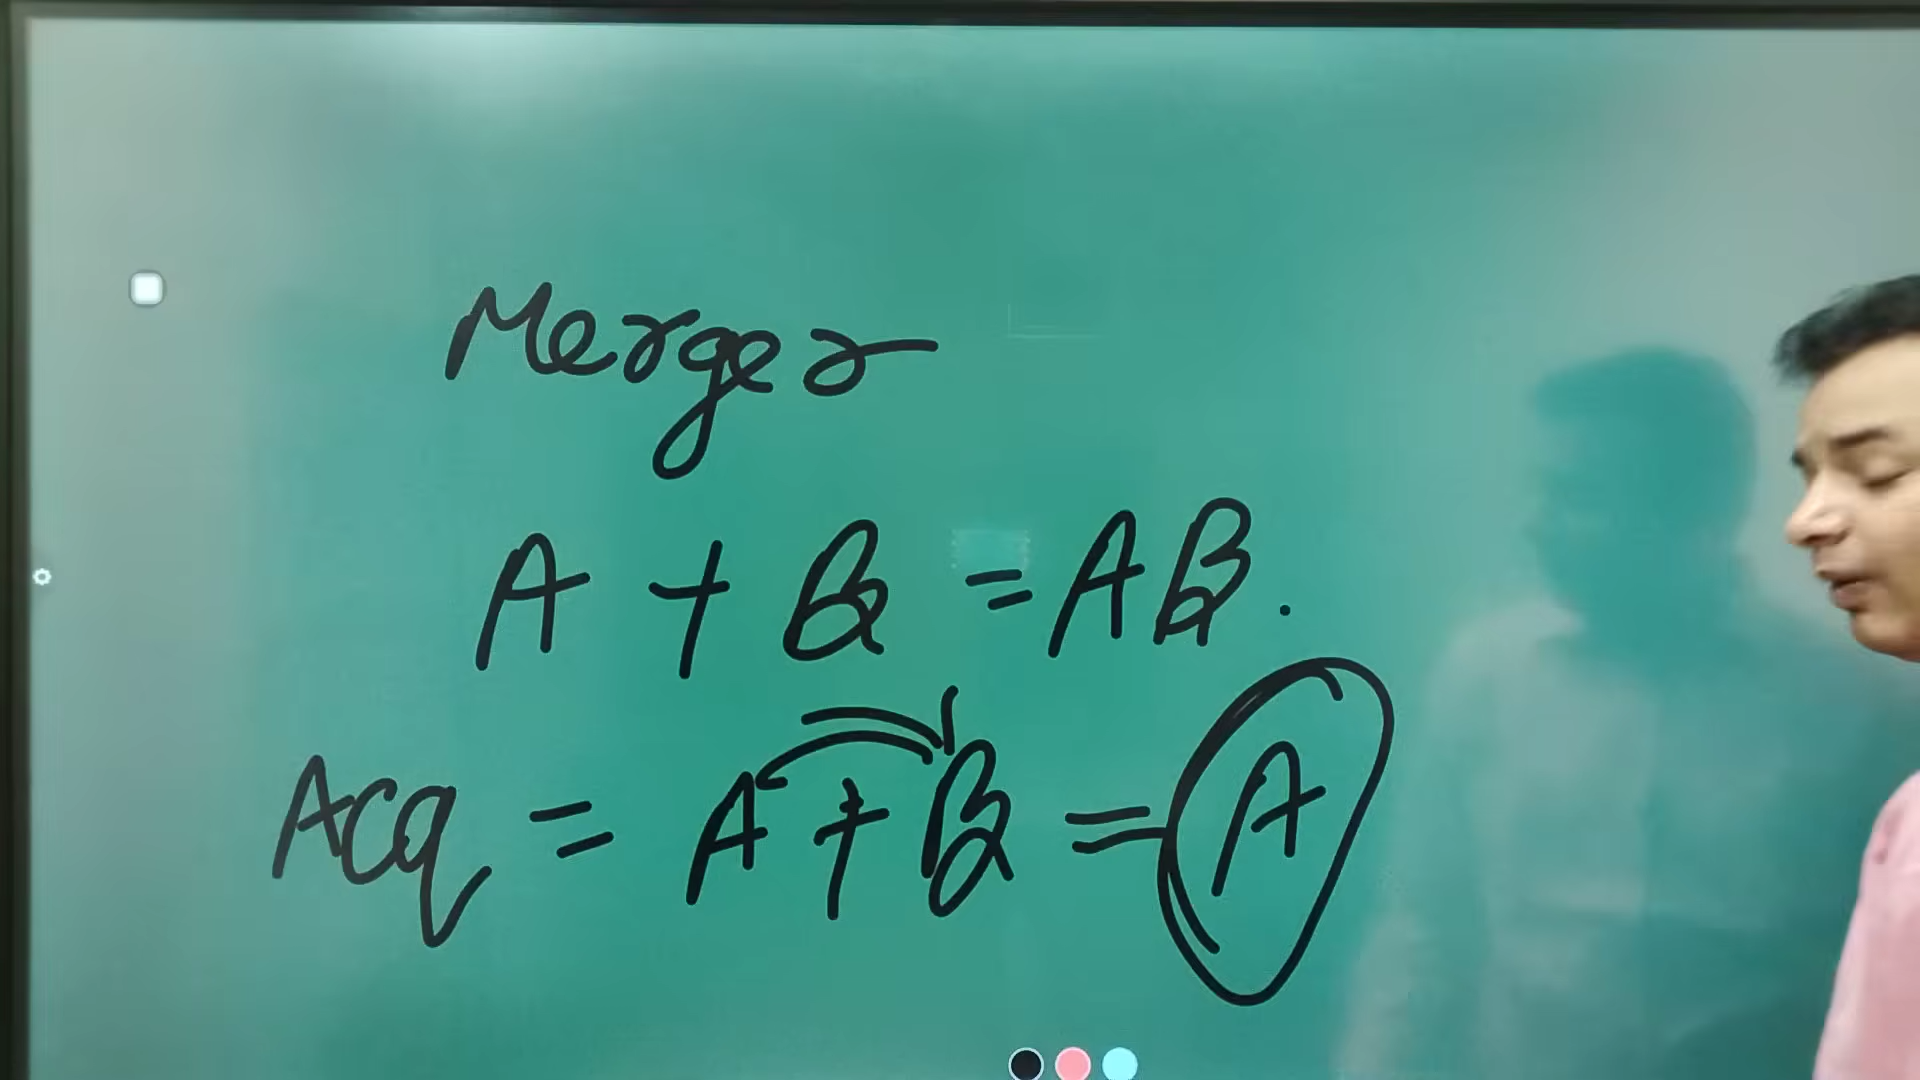 Merger
A + B = AB.
Acq = A + B = A